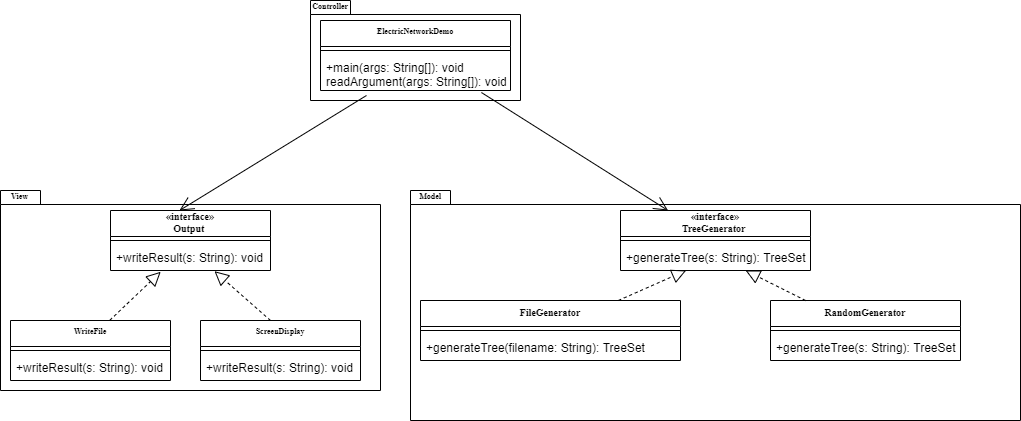 Controller
ElectricNetworkDemo
+main(args: String[]): void
readArgument(args: String[]): void
View
«interface»
Output
+writeResult(s: String): void
WriteFile
+writeResult(s: String): void
ScreenDisplay
+writeResult(s: String): void
Model
«interface»
TreeGenerator
+generateTree(s: String): TreeSet
FileGenerator
+generateTree(filename: String): TreeSet
RandomGenerator
+generateTree(s: String): TreeSet